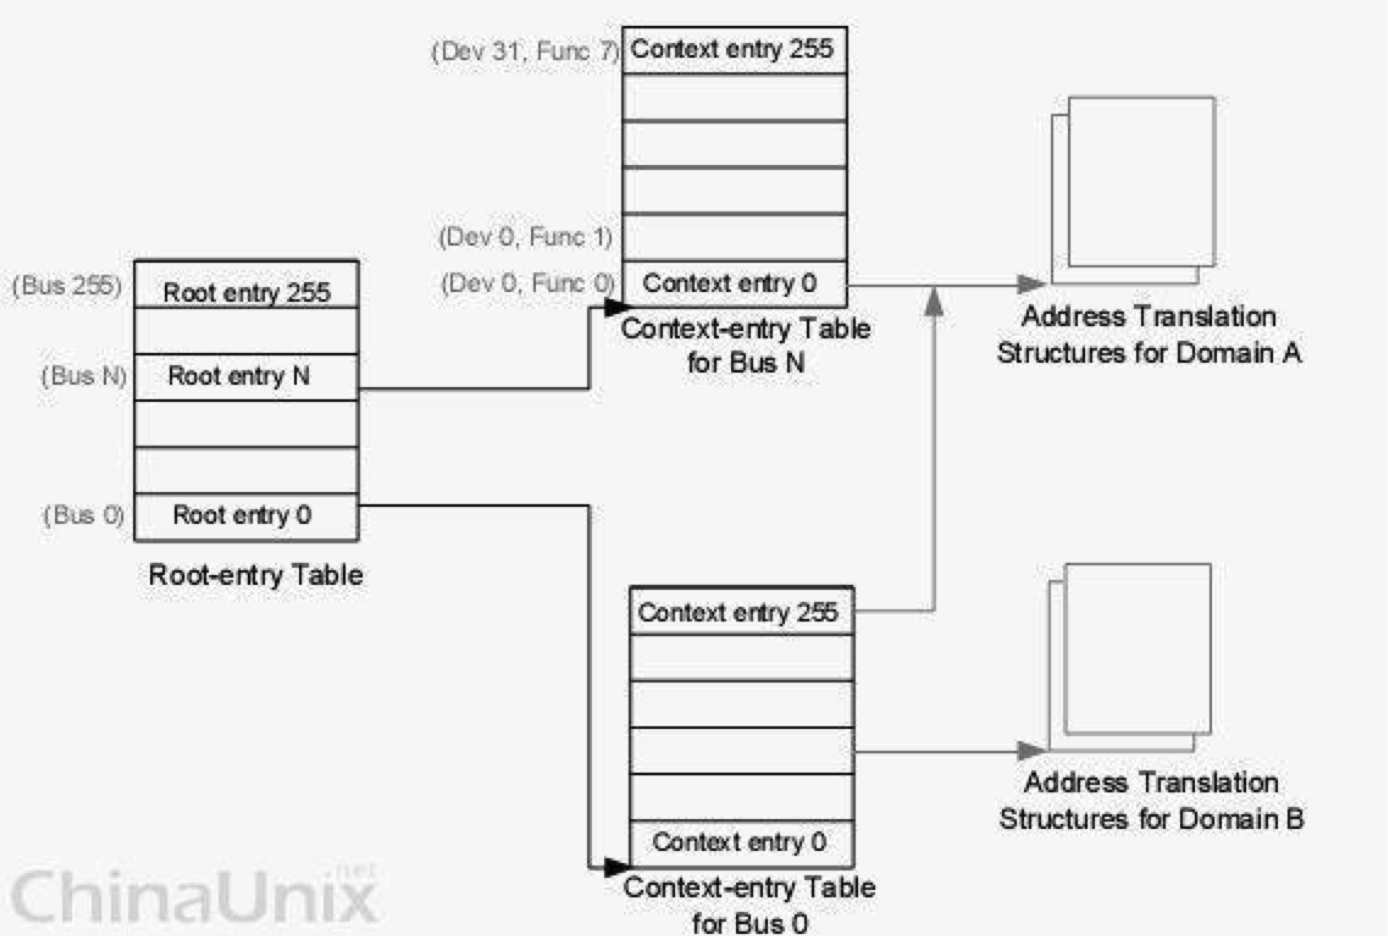 (Dev 31, Func 7)
Context entry 255
(Dev 0, Func 1)
(Dev 0, Func 0)
Context entry 0
Context-entry Table
for Bus N
(Bus 255)
Root entry 255
(Bus N)
Root entry N
(Bus 0)
Root entry 0
Root-entry Table
Address Translation
Structures for Domain A
Context entry 255
Context entry 0
Context-entry Table
for Bus 0
Address Translation
Structures for Domain B
ChinaUnix.net